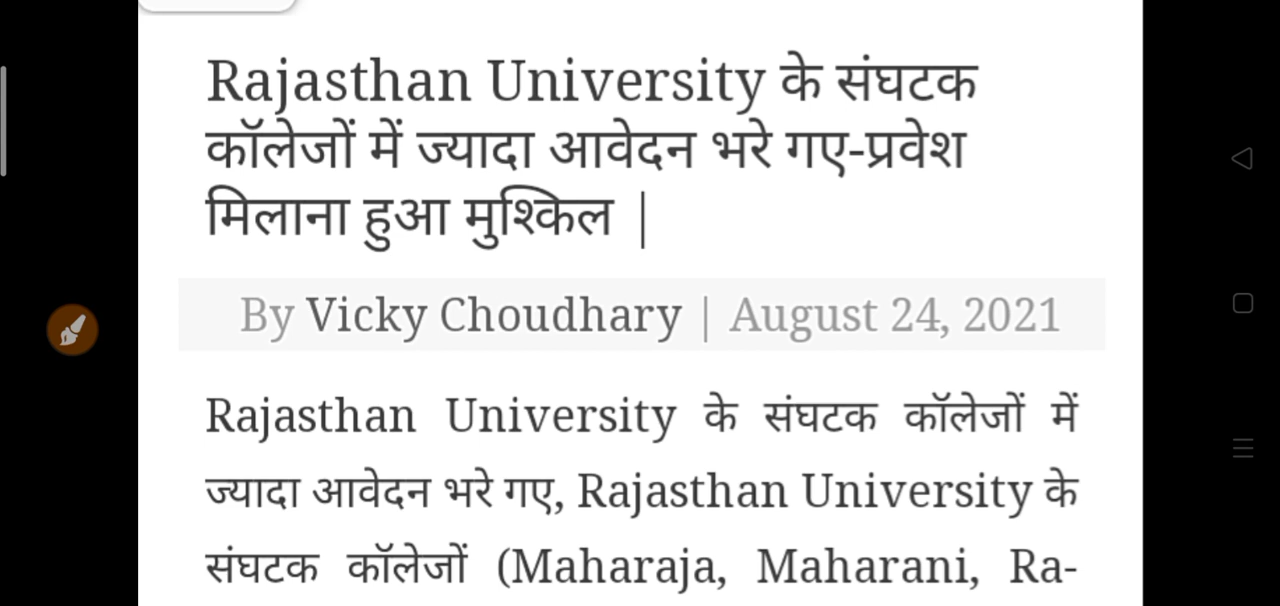 Rajasthan University के संघटक
कॉलेजों में ज्यादा आवेदन भरे गए-प्रवेश
मिलाना हुआ मुश्किल |
By Vicky Choudhary | August 24, 2021
Rajasthan University के संघटक कॉलेजों में
ज्यादा आवेदन भरे गए, Rajasthan University के
संघटक कॉलेजों (Maharaja, Maharani, Ra-